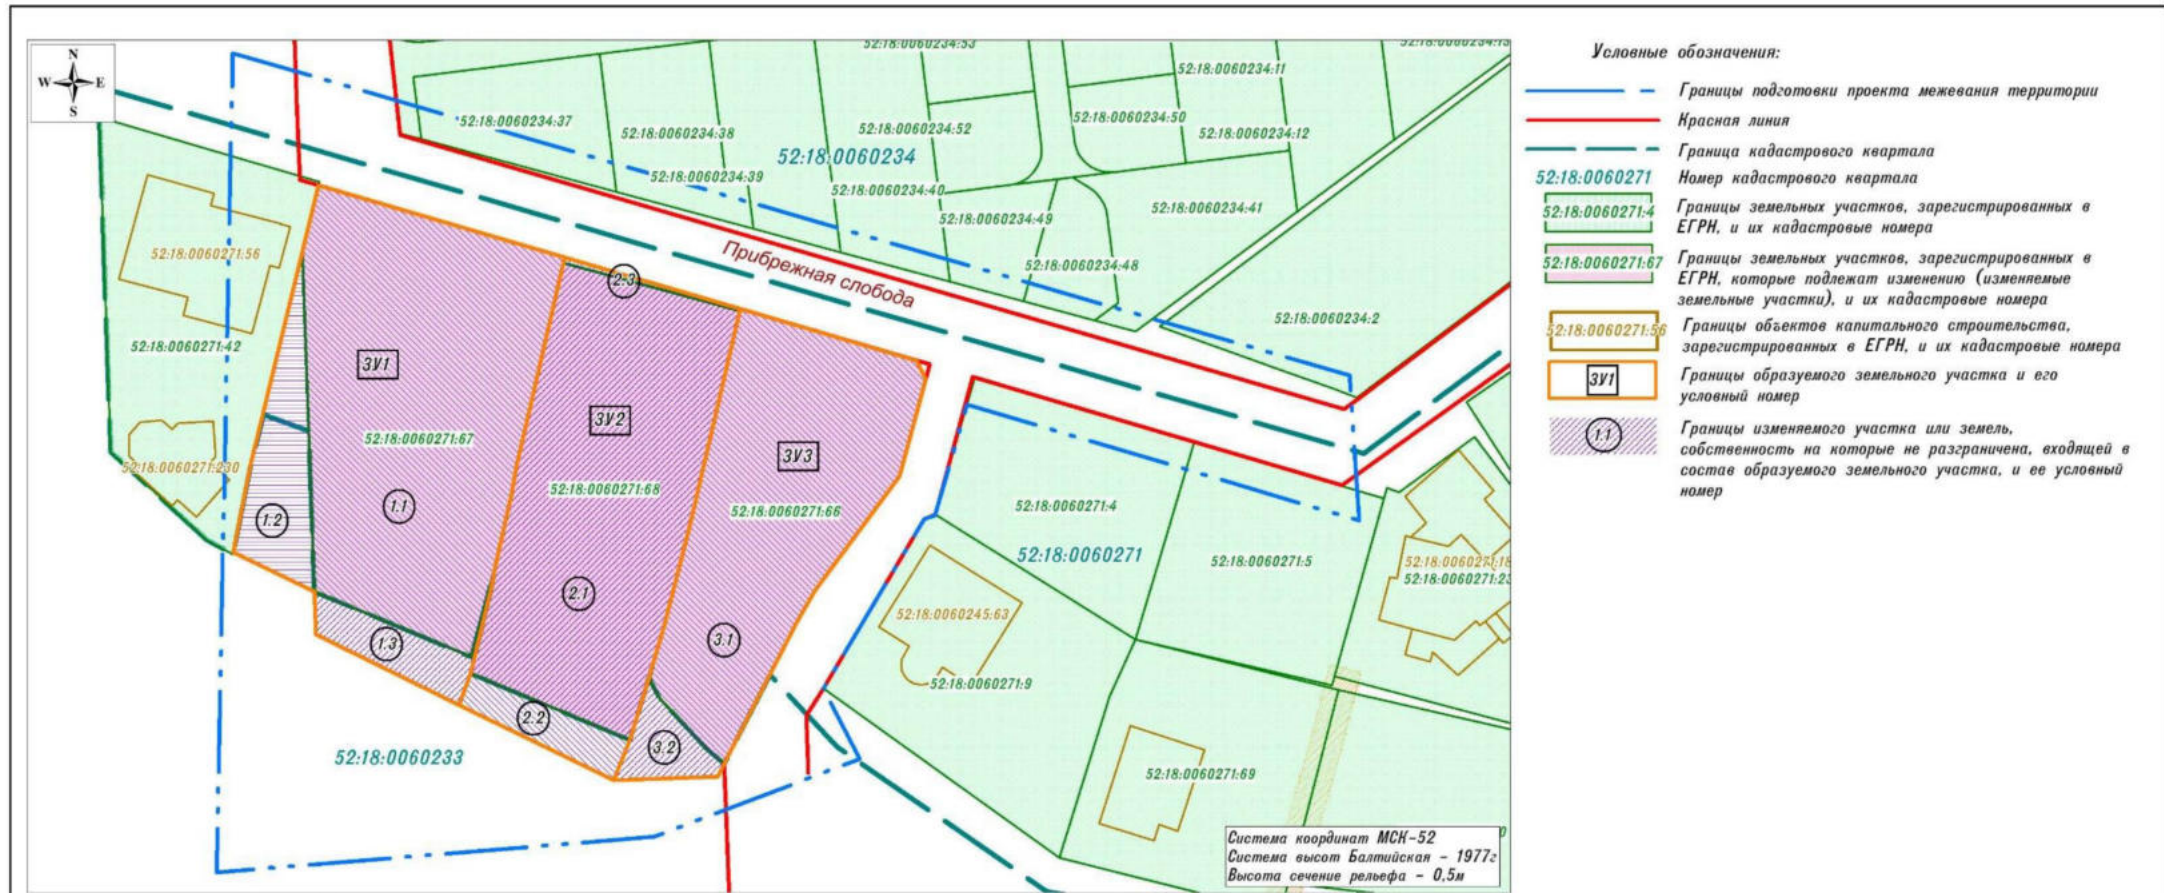 N
W E
S
52:18:0060234:53
52:18:0060234:11
52:18:0060234:13
52:18:0060234:37
52:18:0060234:38
52:18:0060234:52
52:18:0060234:50
52:18:0060234:12
52:18:0060234
52:18:0060234:39
52:18:0060234:40
52:18:0060234:49
52:18:0060234:41
52:18:0060234:48
52:18:0060234:2
Прибрежная слобода
52:18:0060271:56
52:18:0060271:42
52:18:0060271:230
2.3
ЗУ1
ЗУ2
ЗУ3
52:18:0060271:67
52:18:0060271:68
52:18:0060271:66
1.1
1.2
2.1
1.3
3.1
2.2
3.2
52:18:0060233
52:18:0060271:4
52:18:0060271
52:18:0060271:5
52:18:0060271:18
52:18:0060271:23
52:18:0060245:63
52:18:0060271:9
52:18:0060271:69
Система координат МСК-52
Система высот Балтийская - 1977г
Высота сечение рельефа - 0,5м
Условные обозначения:
Границы подготовки проекта межевания территории
Красная линия
Граница кадастрового квартала
52:18:0060271 Номер кадастрового квартала
52:18:0060271:4 Границы земельных участков, зарегистрированных в
ЕГРН, и их кадастровые номера
52:18:0060271:67 Границы земельных участков, зарегистрированных в
ЕГРН, которые подлежат изменению (изменяемые
земельные участки), и их кадастровые номера
52:18:0060271:56 Границы объектов капитального строительства,
зарегистрированных в ЕГРН, и их кадастровые номера
ЗУ1 Границы образуемого земельного участка и его
условный номер
1.1 Границы изменяемого участка или земель,
собственность на которые не разграничена, входящей в
состав образуемого земельного участка, и ее условный
номер